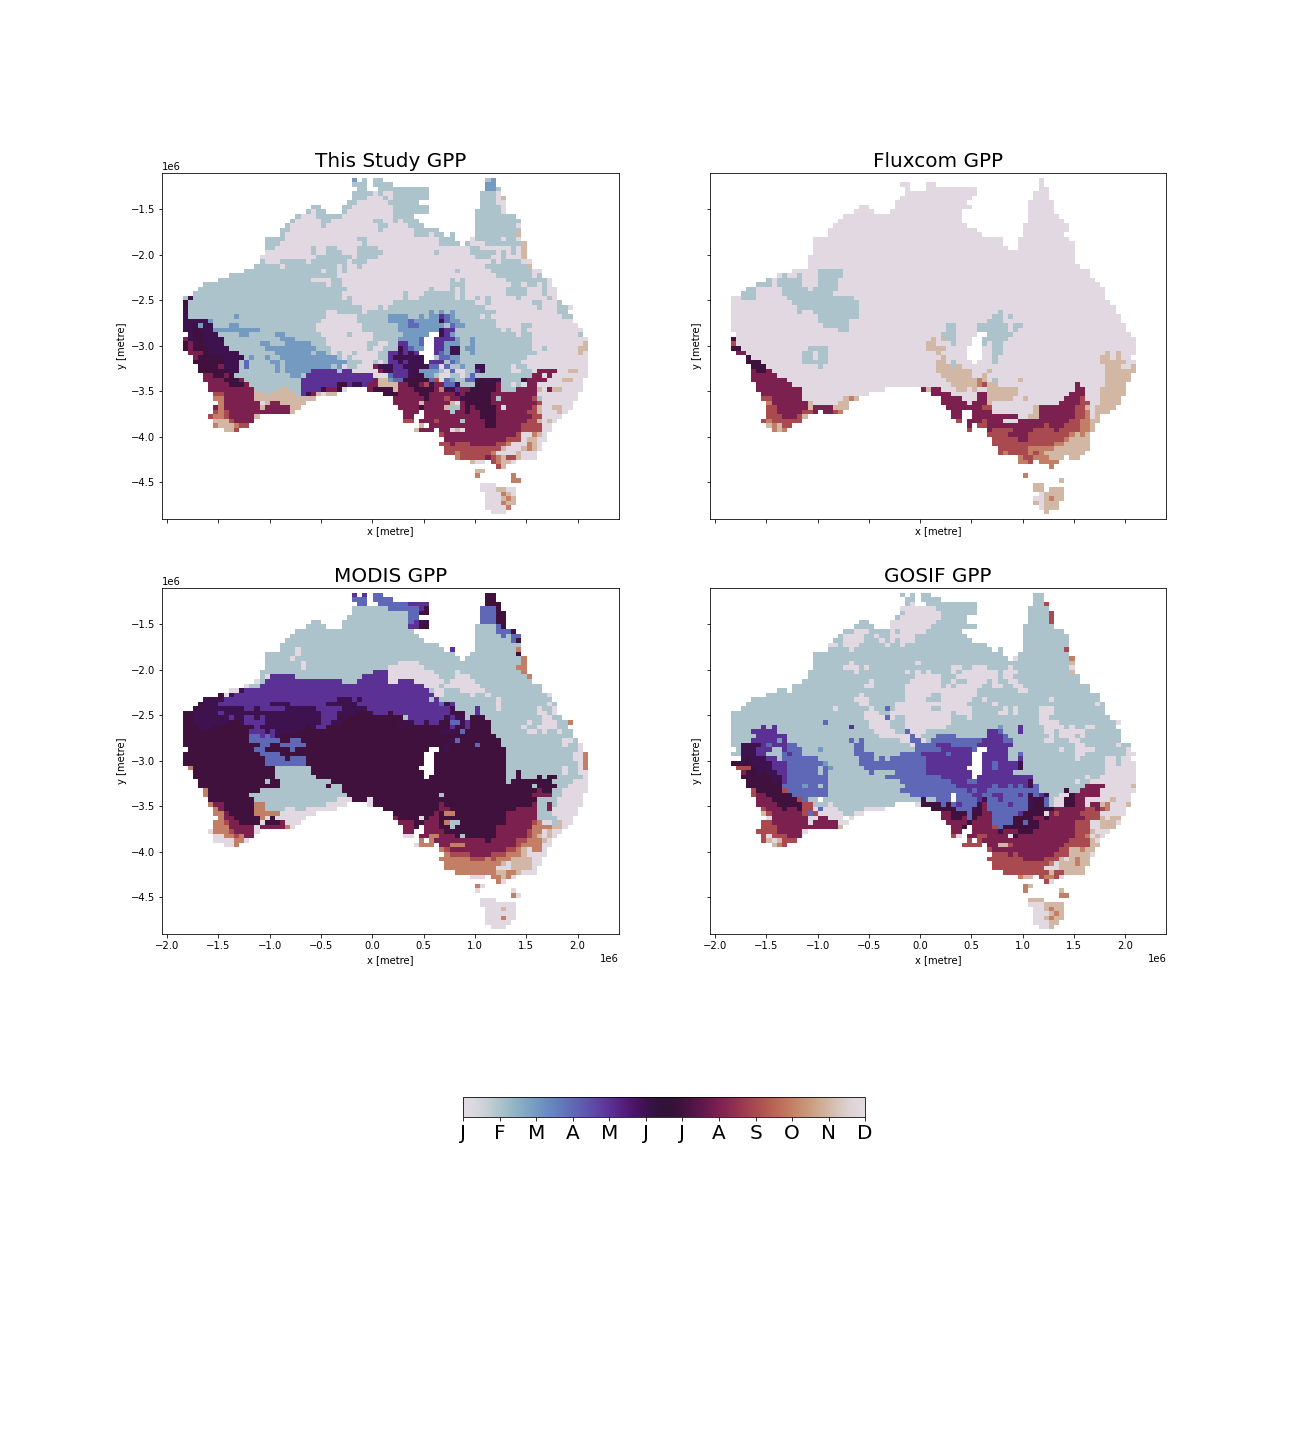 This Study GPP
Fluxcom GPP
1e6
−1.5
−2.0
−2.5
−3.0
−3.5
−4.0
−4.5
y [metre]
y [metre]
x [metre]
x [metre]
MODIS GPP
GOSIF GPP
1e6
−1.5
−2.0
−2.5
−3.0
−3.5
−4.0
−4.5
y [metre]
y [metre]
−2.0 −1.5 −1.0 −0.5 0.0 0.5 1.0 1.5 2.0
−2.0 −1.5 −1.0 −0.5 0.0 0.5 1.0 1.5 2.0
x [metre]
1e6
x [metre]
1e6
J F M A M J J A S O N D